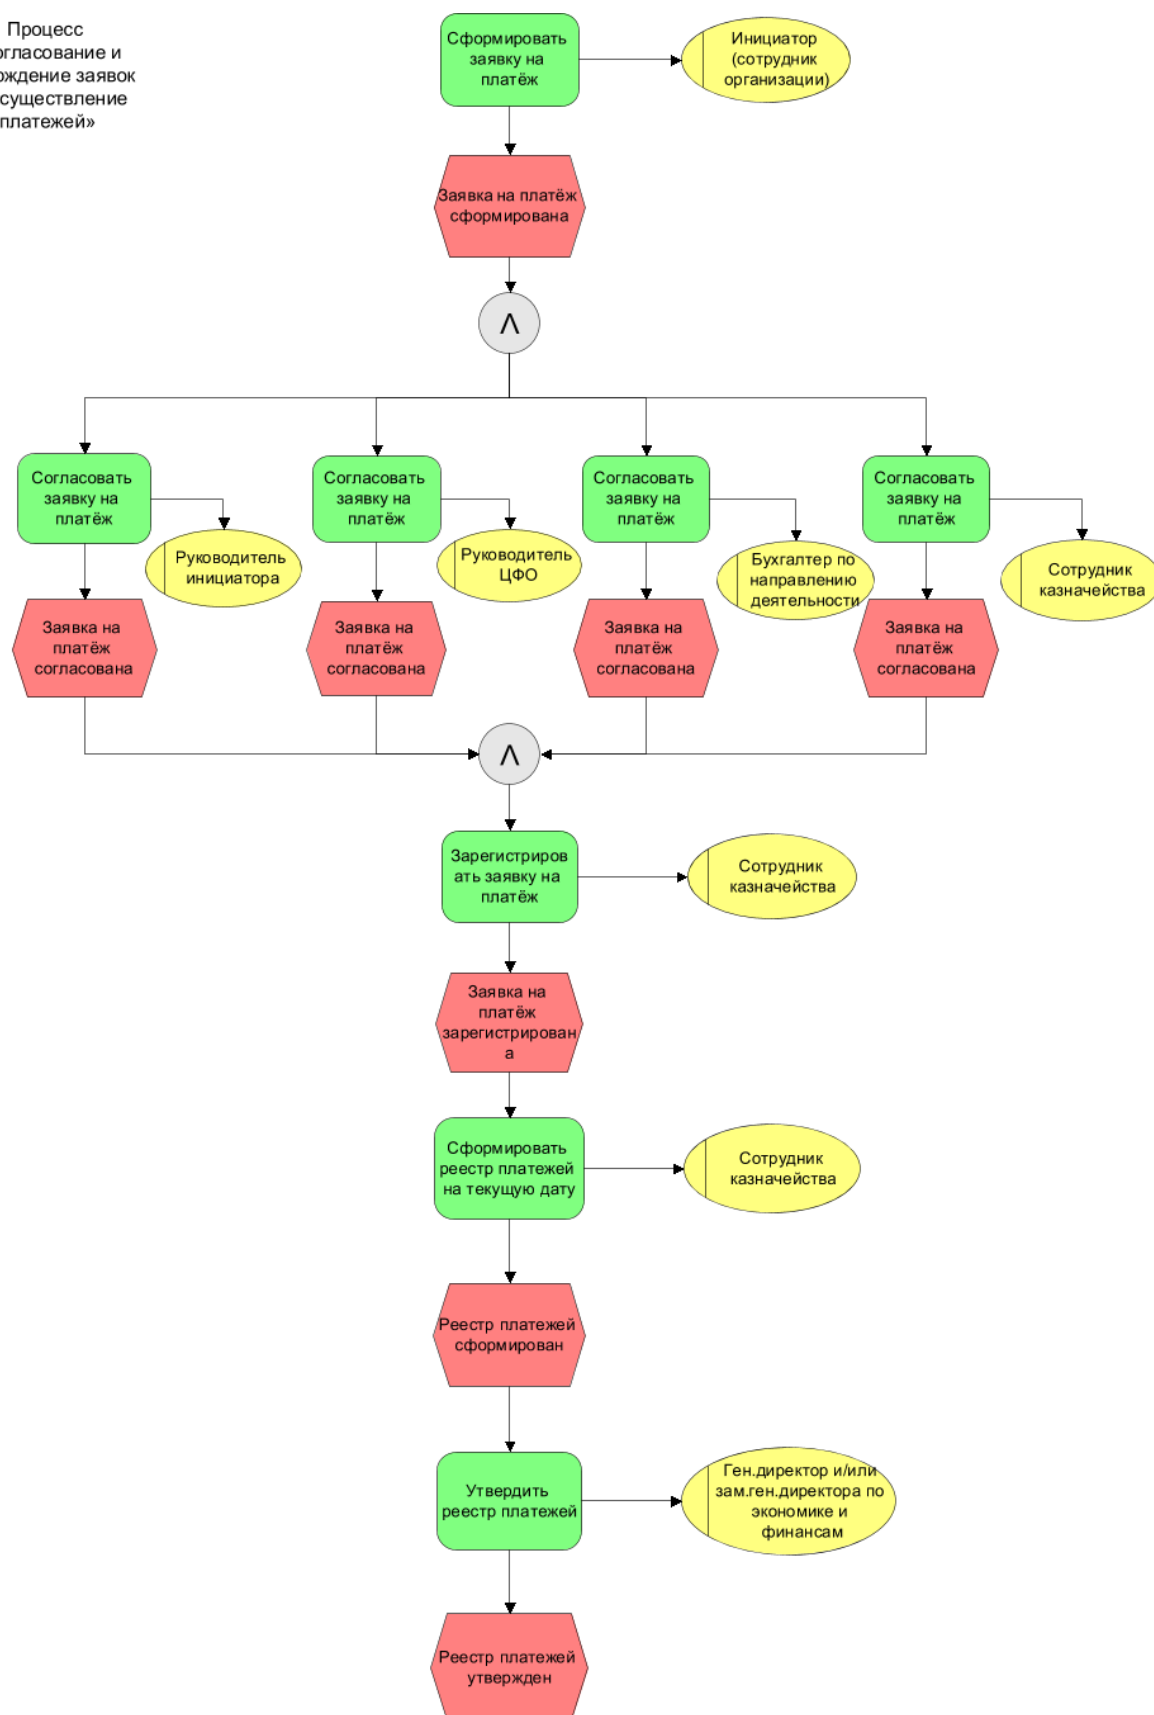 Процесс
огласование и
ждение заявок
существление
платежей»
Сформировать
заявку на
платёж
Инициатор
(сотрудник
организации)
Заявка на платёж
сформирована
Λ
Согласовать
заявку на
платёж
Согласовать
заявку на
платёж
Согласовать
заявку на
платёж
Согласовать
заявку на
платёж
Руководитель
инициатора
Руководитель
ЦФО
Бухгалтер по
направлению
деятельности
Сотрудник
казначейства
Заявка на
платёж
согласована
Заявка на
платёж
согласована
Заявка на
платёж
согласована
Заявка на
платёж
согласована
Λ
Зарегистриров
ать заявку на
платёж
Сотрудник
казначейства
Заявка на
платёж
зарегистрирован
а
Сформировать
реестр платежей
на текущую дату
Сотрудник
казначейства
Реестр платежей
сформирован
Утвердить
реестр платежей
Ген.директор и/или
зам.ген.директора по
экономике и
финансам
Реестр платежей
утвержден